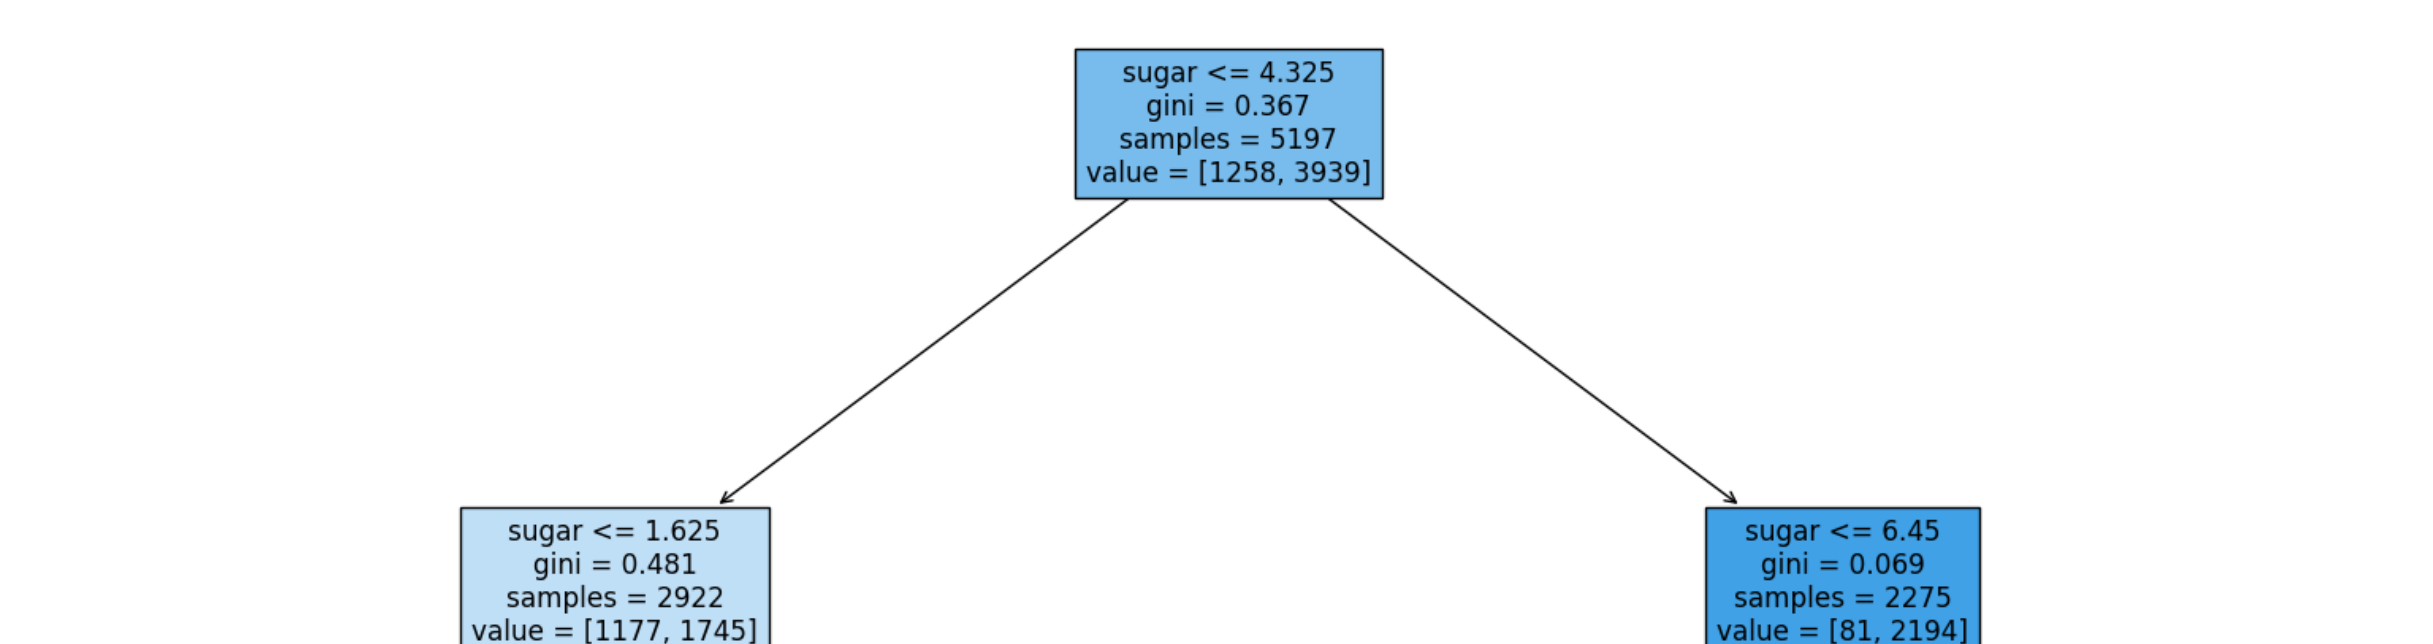 sugar <= 4.325
gini = 0.367
samples = 5197
value = [1258, 3939]
sugar <= 1.625
gini = 0.481
samples = 2922
value = [1177, 1745]
sugar <= 6.45
gini = 0.069
samples = 2275
value = [81, 2194]